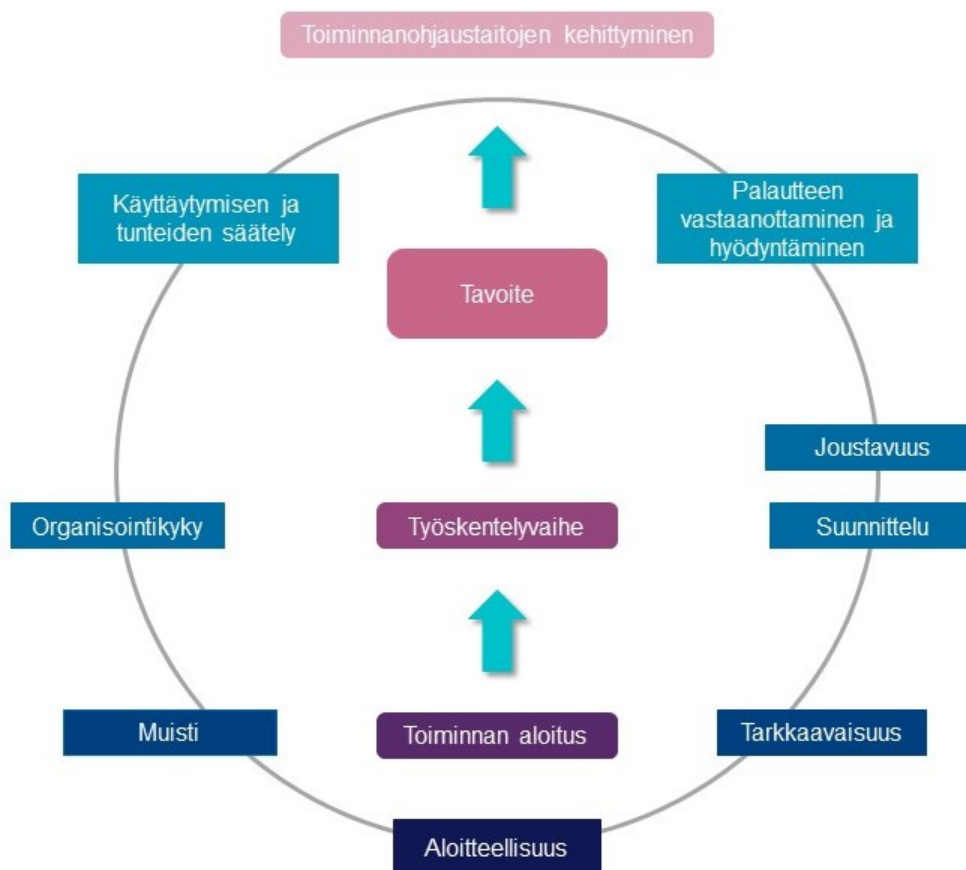 Toiminnanohjaustaitojen kehittyminen
Käyttäytymisen ja
tunteiden säätely
Palautteen
vastaanottaminen ja
hyödyntäminen
Tavoite
Joustavuus
Organisointikyky
Työskentelyvaihe
Suunnittelu
Muisti
Toiminnan aloitus
Tarkkaavaisuus
Aloitteellisuus